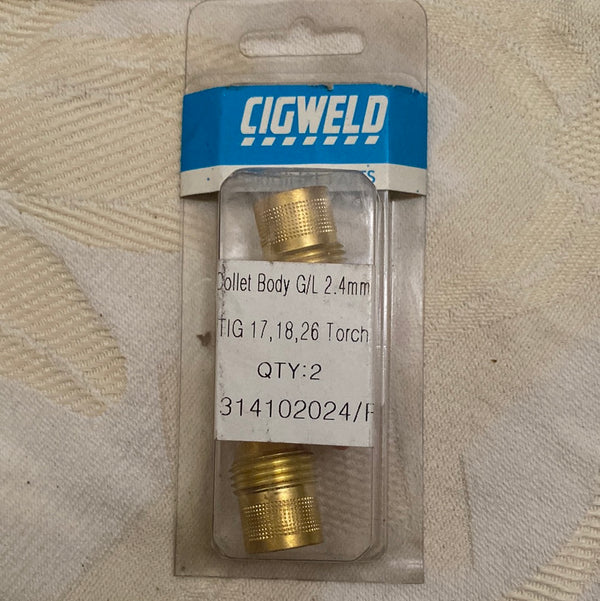 CIGWELD
Collet Body G/L 2.4mm
TIG 17,18,26 Torch
QTY:2
314102024/